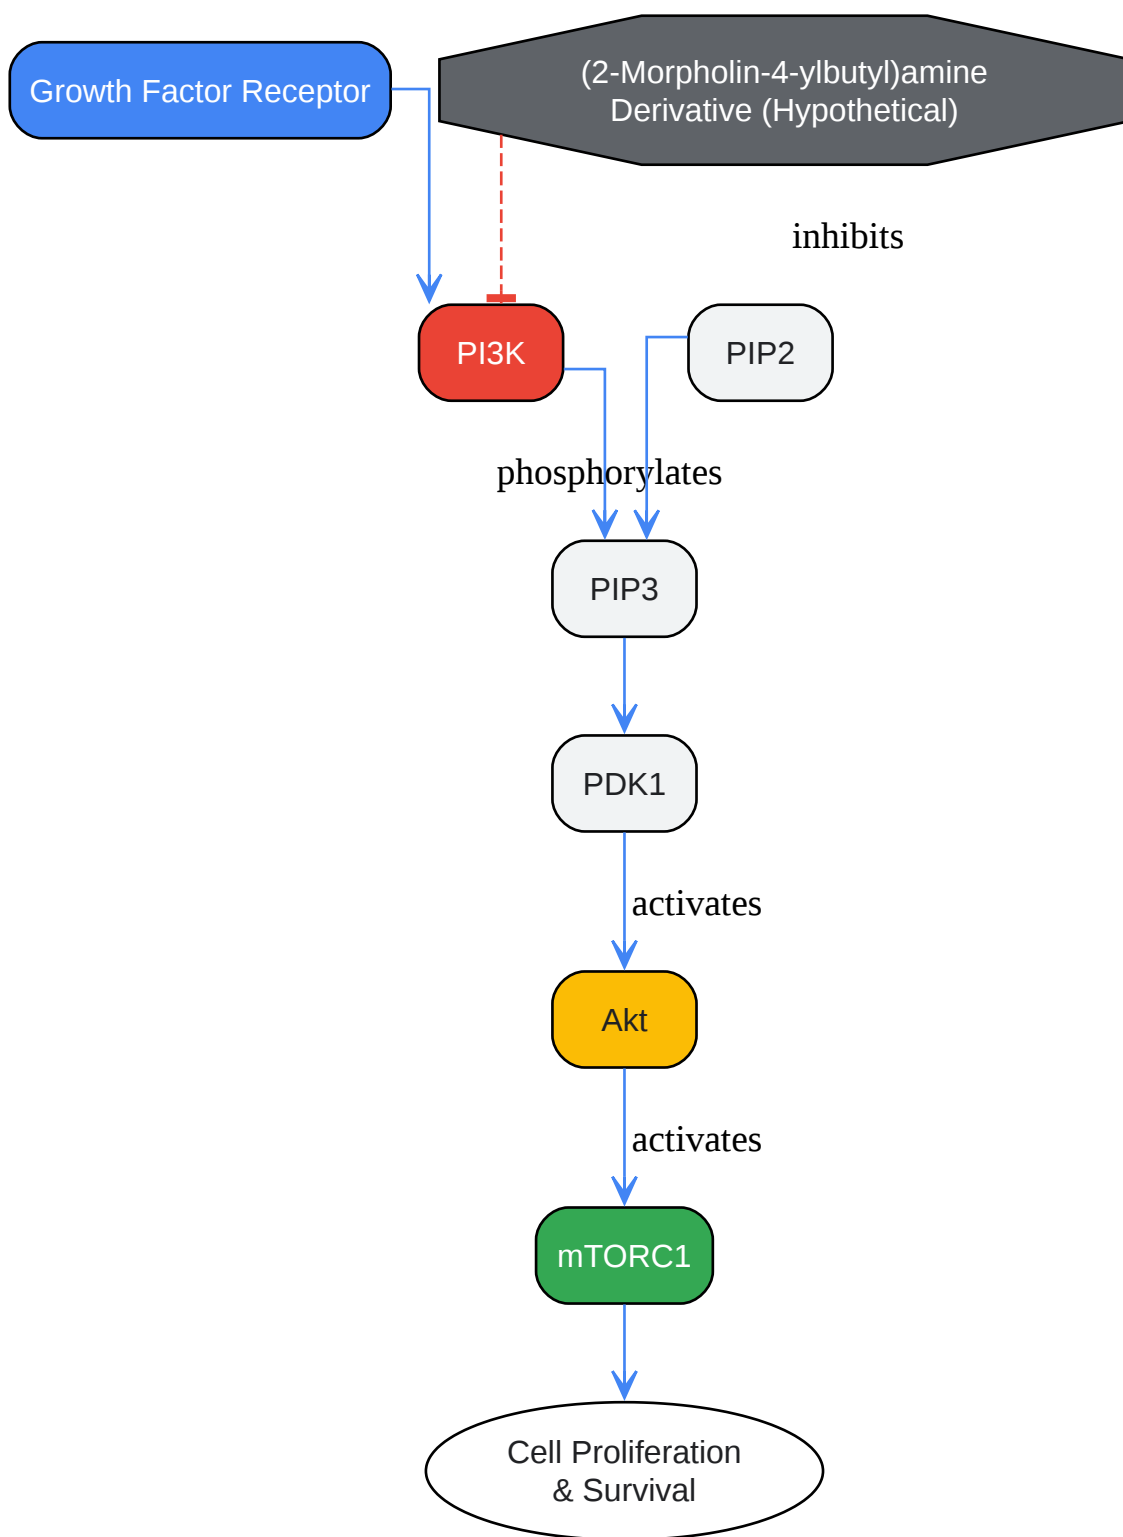 Growth Factor Receptor
(2-Morpholin-4-ylbutyl)amine
Derivative (Hypothetical)
inhibits
PI3K
PIP2
phosphorylates
PIP3
PDK1
activates
Akt
activates
mTORC1
Cell Proliferation
& Survival